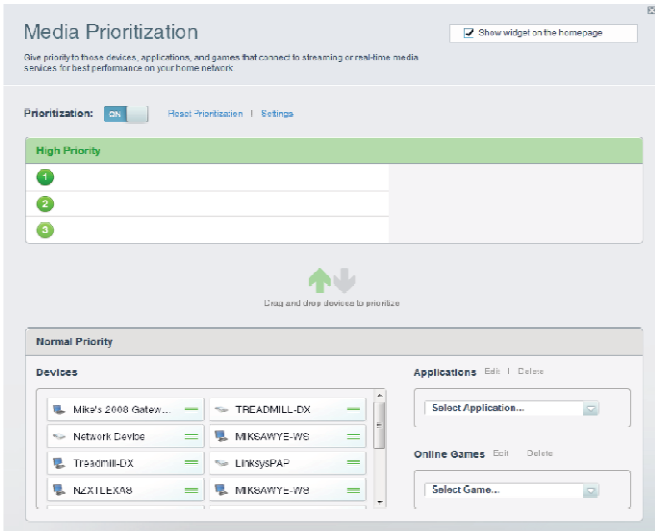 Media Prioritization
Show widget on the homepage
Give priority to those devices, applications, and games that connect to streaming or real-time media
services for best performance on your home network
Prioritization: ON Reset Prioritization | Settings
High Priority
1
2
3
Drag and drop devices to prioritize
Normal Priority
Devices
Mike's 2008 Gatew... TREADMILL-DX
Network Device MIKSAWYE-WS
Treadmill-DX LinksysPAP
NZXTLEXA8 MIKSAWYE-W8
Applications Edit | Delete
Select Application...
Online Games Edit Delete
Select Game...